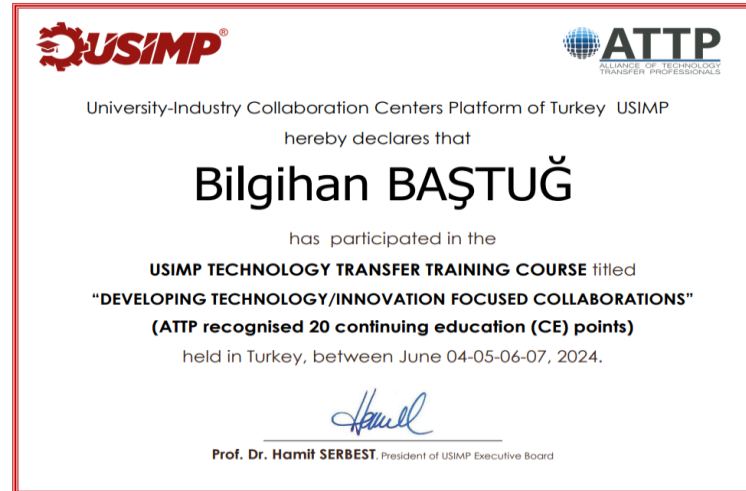 USiMP®
ATTP
ALLIANCE OF TECHNOLOGY
TRANSFER PROFESSIONALS
University-Industry Collaboration Centers Platform of Turkey USIMP
hereby declares that
Bilgihan BAŞTUĞ
has participated in the
USIMP TECHNOLOGY TRANSFER TRAINING COURSE titled
“DEVELOPING TECHNOLOGY/INNOVATION FOCUSED COLLABORATIONS”
(ATTP recognised 20 continuing education (CE) points)
held in Turkey, between June 04-05-06-07, 2024.
Prof. Dr. Hamit SERBEST, President of USIMP Executive Board